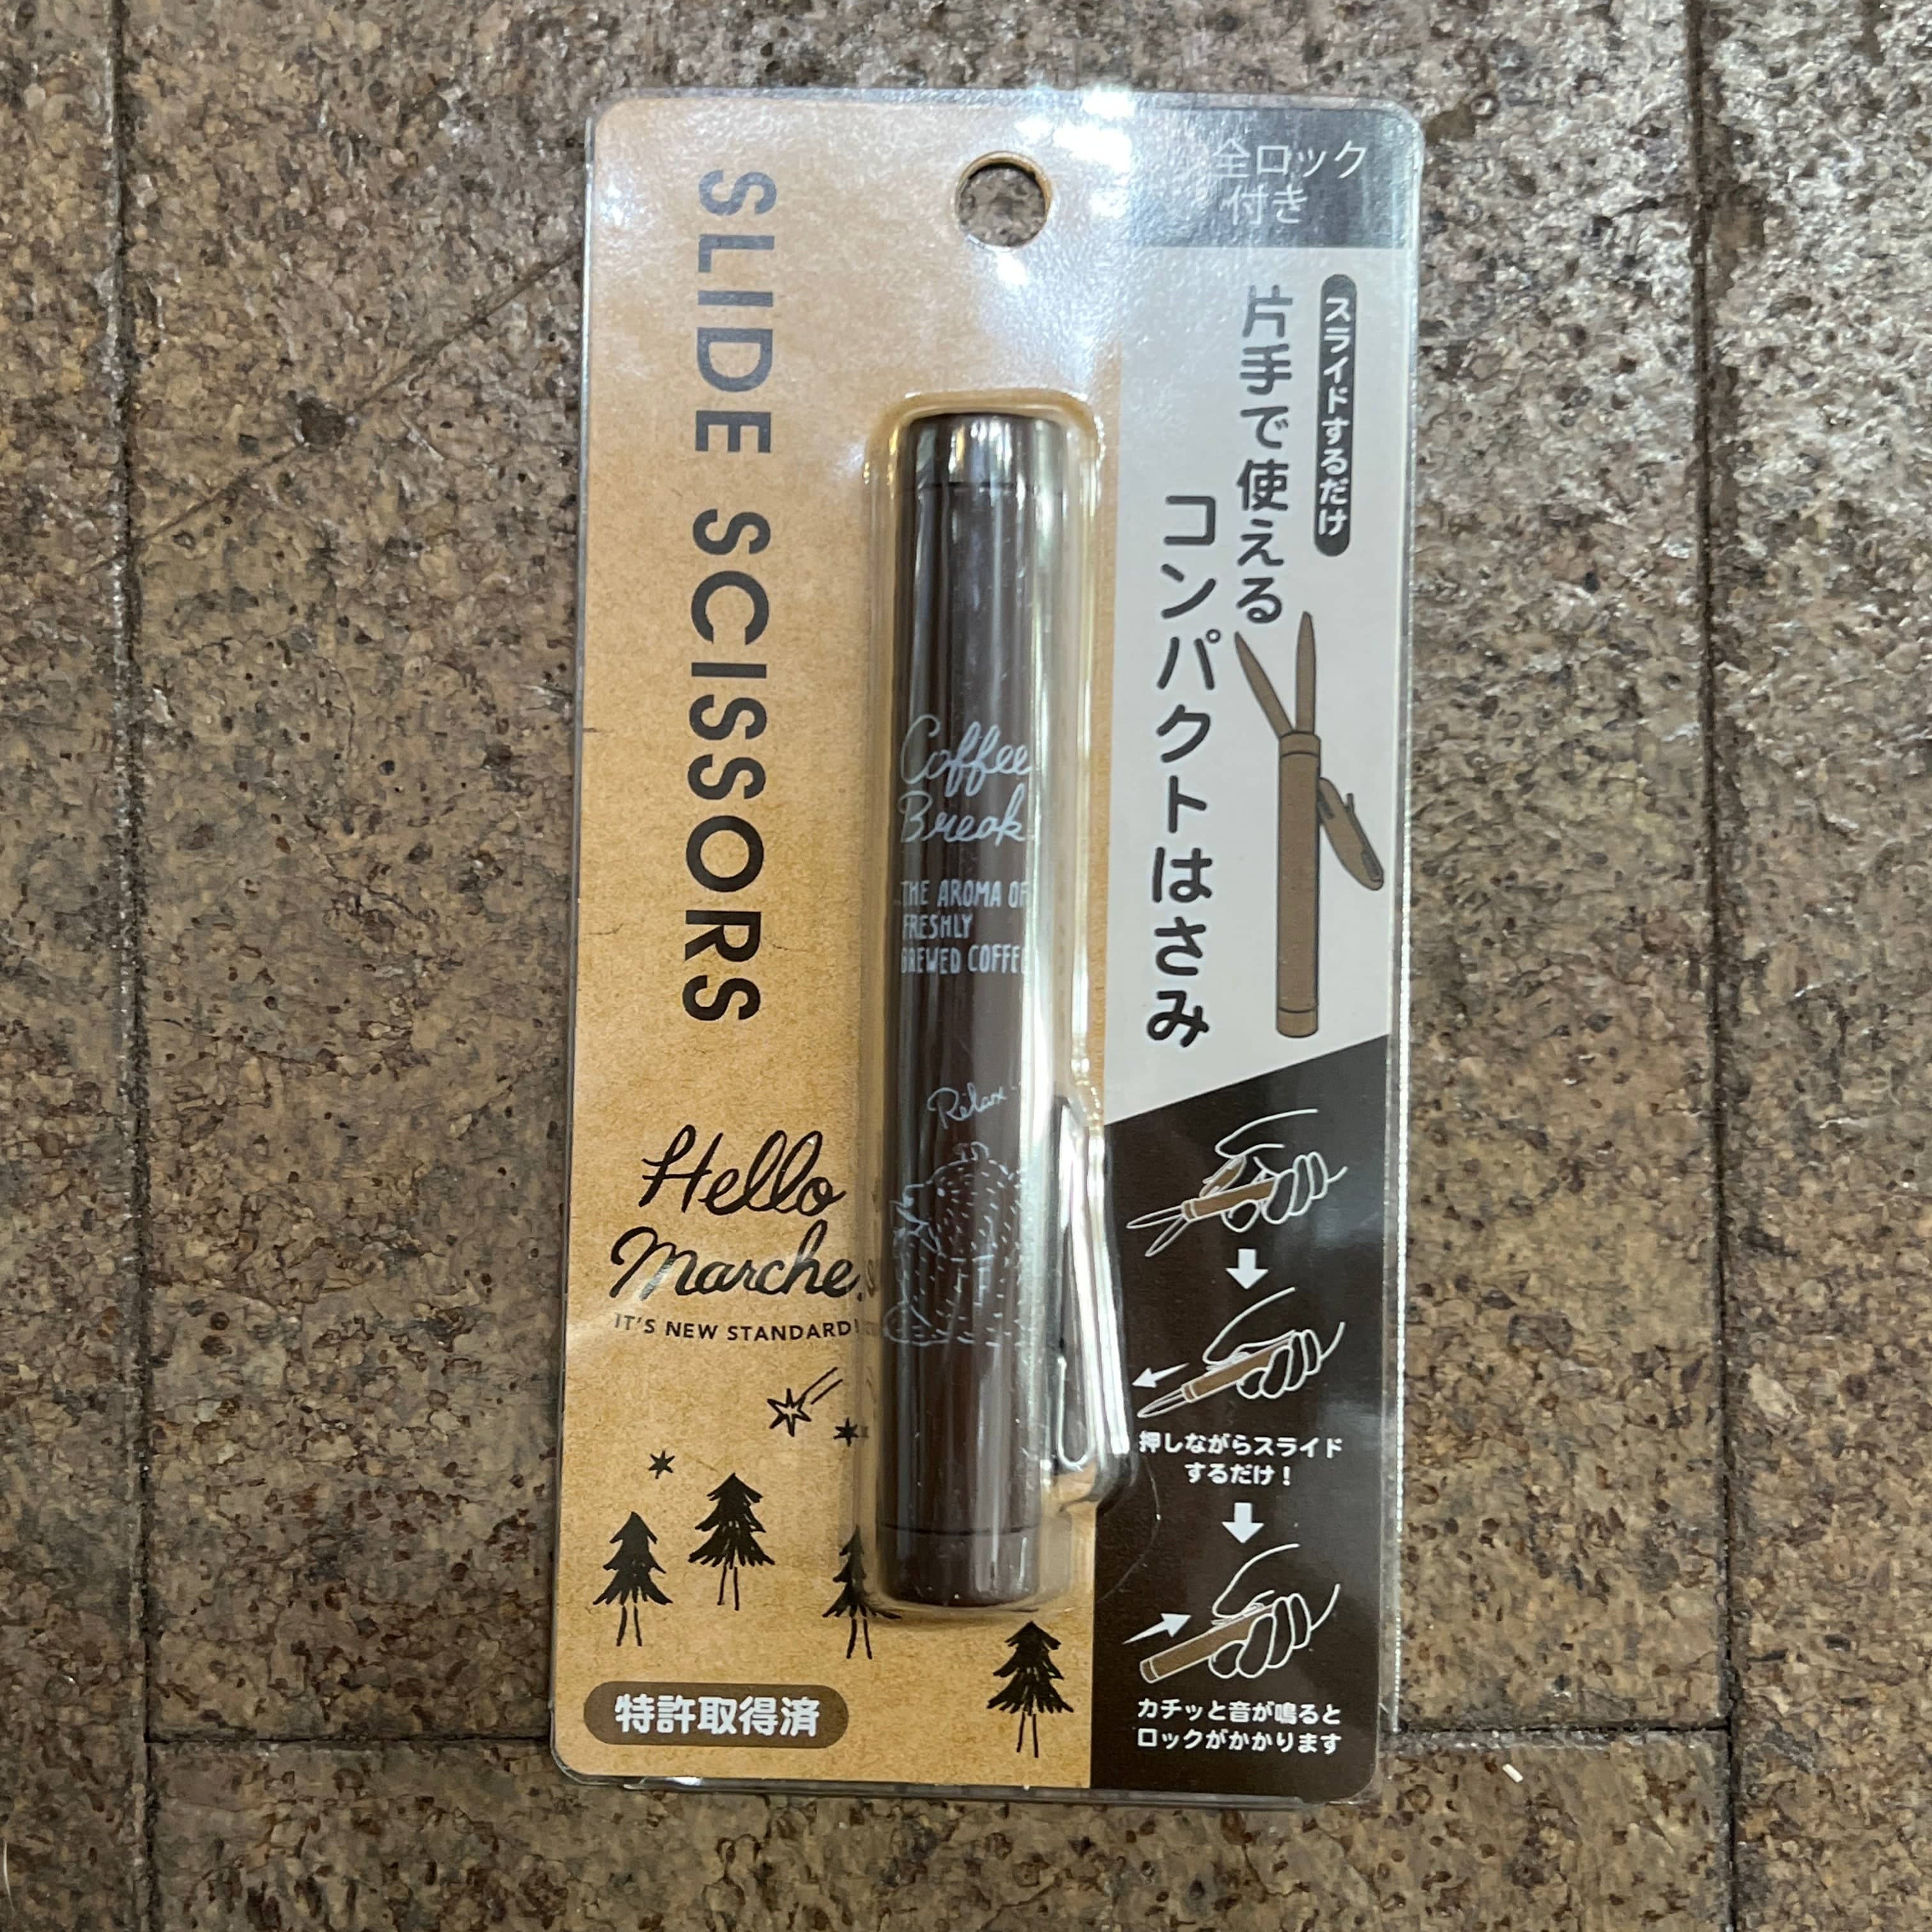 SLIDE SCISSORS
全ロック
付き
スライドするだけ
片手で使える
コンパクトはさみ
Coffee
Break
THE AROMA OF
FRESHLY
BREWED COFFEE
Relax
Hello
Marche.
IT'S NEW STANDARD!
押しながらスライド
するだけ！
カチッと音が鳴ると
ロックがかかります
特許取得済